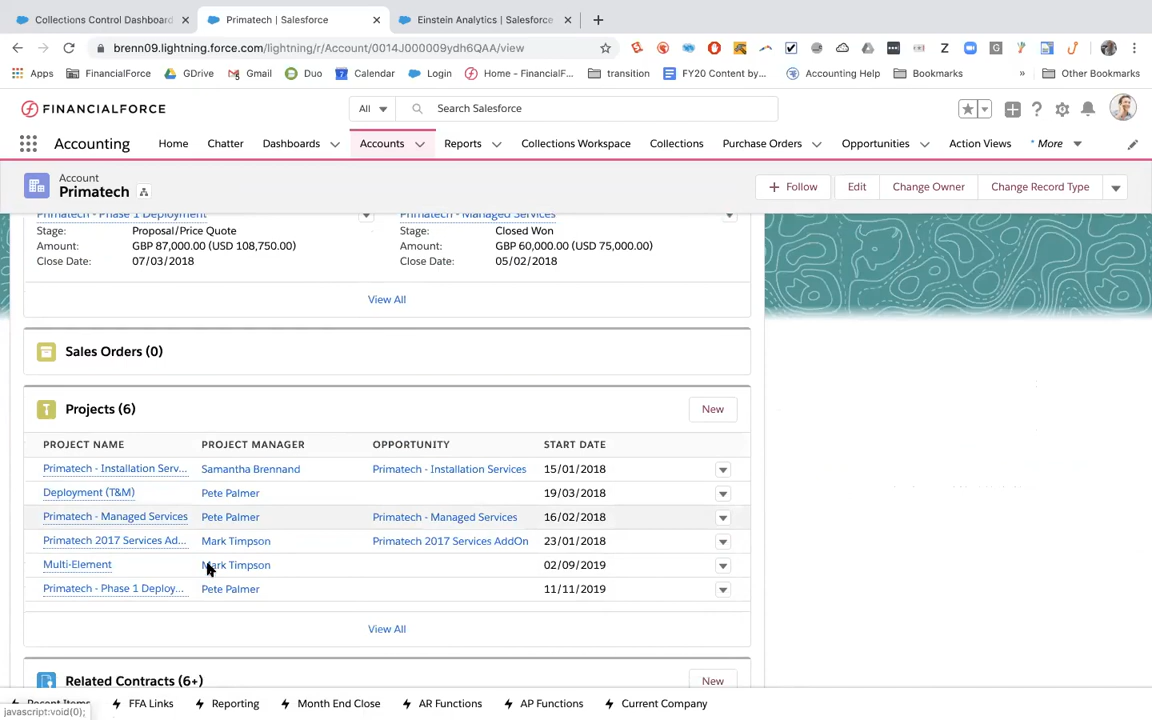 Collections Control Dashboard
Primatech | Salesforce
Einstein Analytics | Salesforce
brenn09.lightning.force.com/lightning/r/Account/0014J000009ydh6QAA/view
Apps FinancialForce GDrive Gmail Duo Calendar Login Home – FinancialF... transition FY20 Content by... Accounting Help Bookmarks » Other Bookmarks
FINANCIALFORCE All Search Salesforce
Accounting Home Chatter Dashboards Accounts Reports Collections Workspace Collections Purchase Orders Opportunities Action Views * More
Account
Primatech
+ Follow Edit Change Owner Change Record Type
Primatech - Phase 1 Deployment Primatech - Managed Services
Stage: Proposal/Price Quote Stage: Closed Won
Amount: GBP 87,000.00 (USD 108,750.00) Amount: GBP 60,000.00 (USD 75,000.00)
Close Date: 07/03/2018 Close Date: 05/02/2018
View All
Sales Orders (0)
Projects (6) New
PROJECT NAME PROJECT MANAGER OPPORTUNITY START DATE
Primatech - Installation Serv... Samantha Brennand Primatech - Installation Services 15/01/2018
Deployment (T&M) Pete Palmer 19/03/2018
Primatech - Managed Services Pete Palmer Primatech - Managed Services 16/02/2018
Primatech 2017 Services Ad... Mark Timpson Primatech 2017 Services AddOn 23/01/2018
Multi-Element Mark Timpson 02/09/2019
Primatech - Phase 1 Deploy... Pete Palmer 11/11/2019
View All
Related Contracts (6+) New
Recent Items FFA Links Reporting Month End Close AR Functions AP Functions Current Company
javascript:void(0);